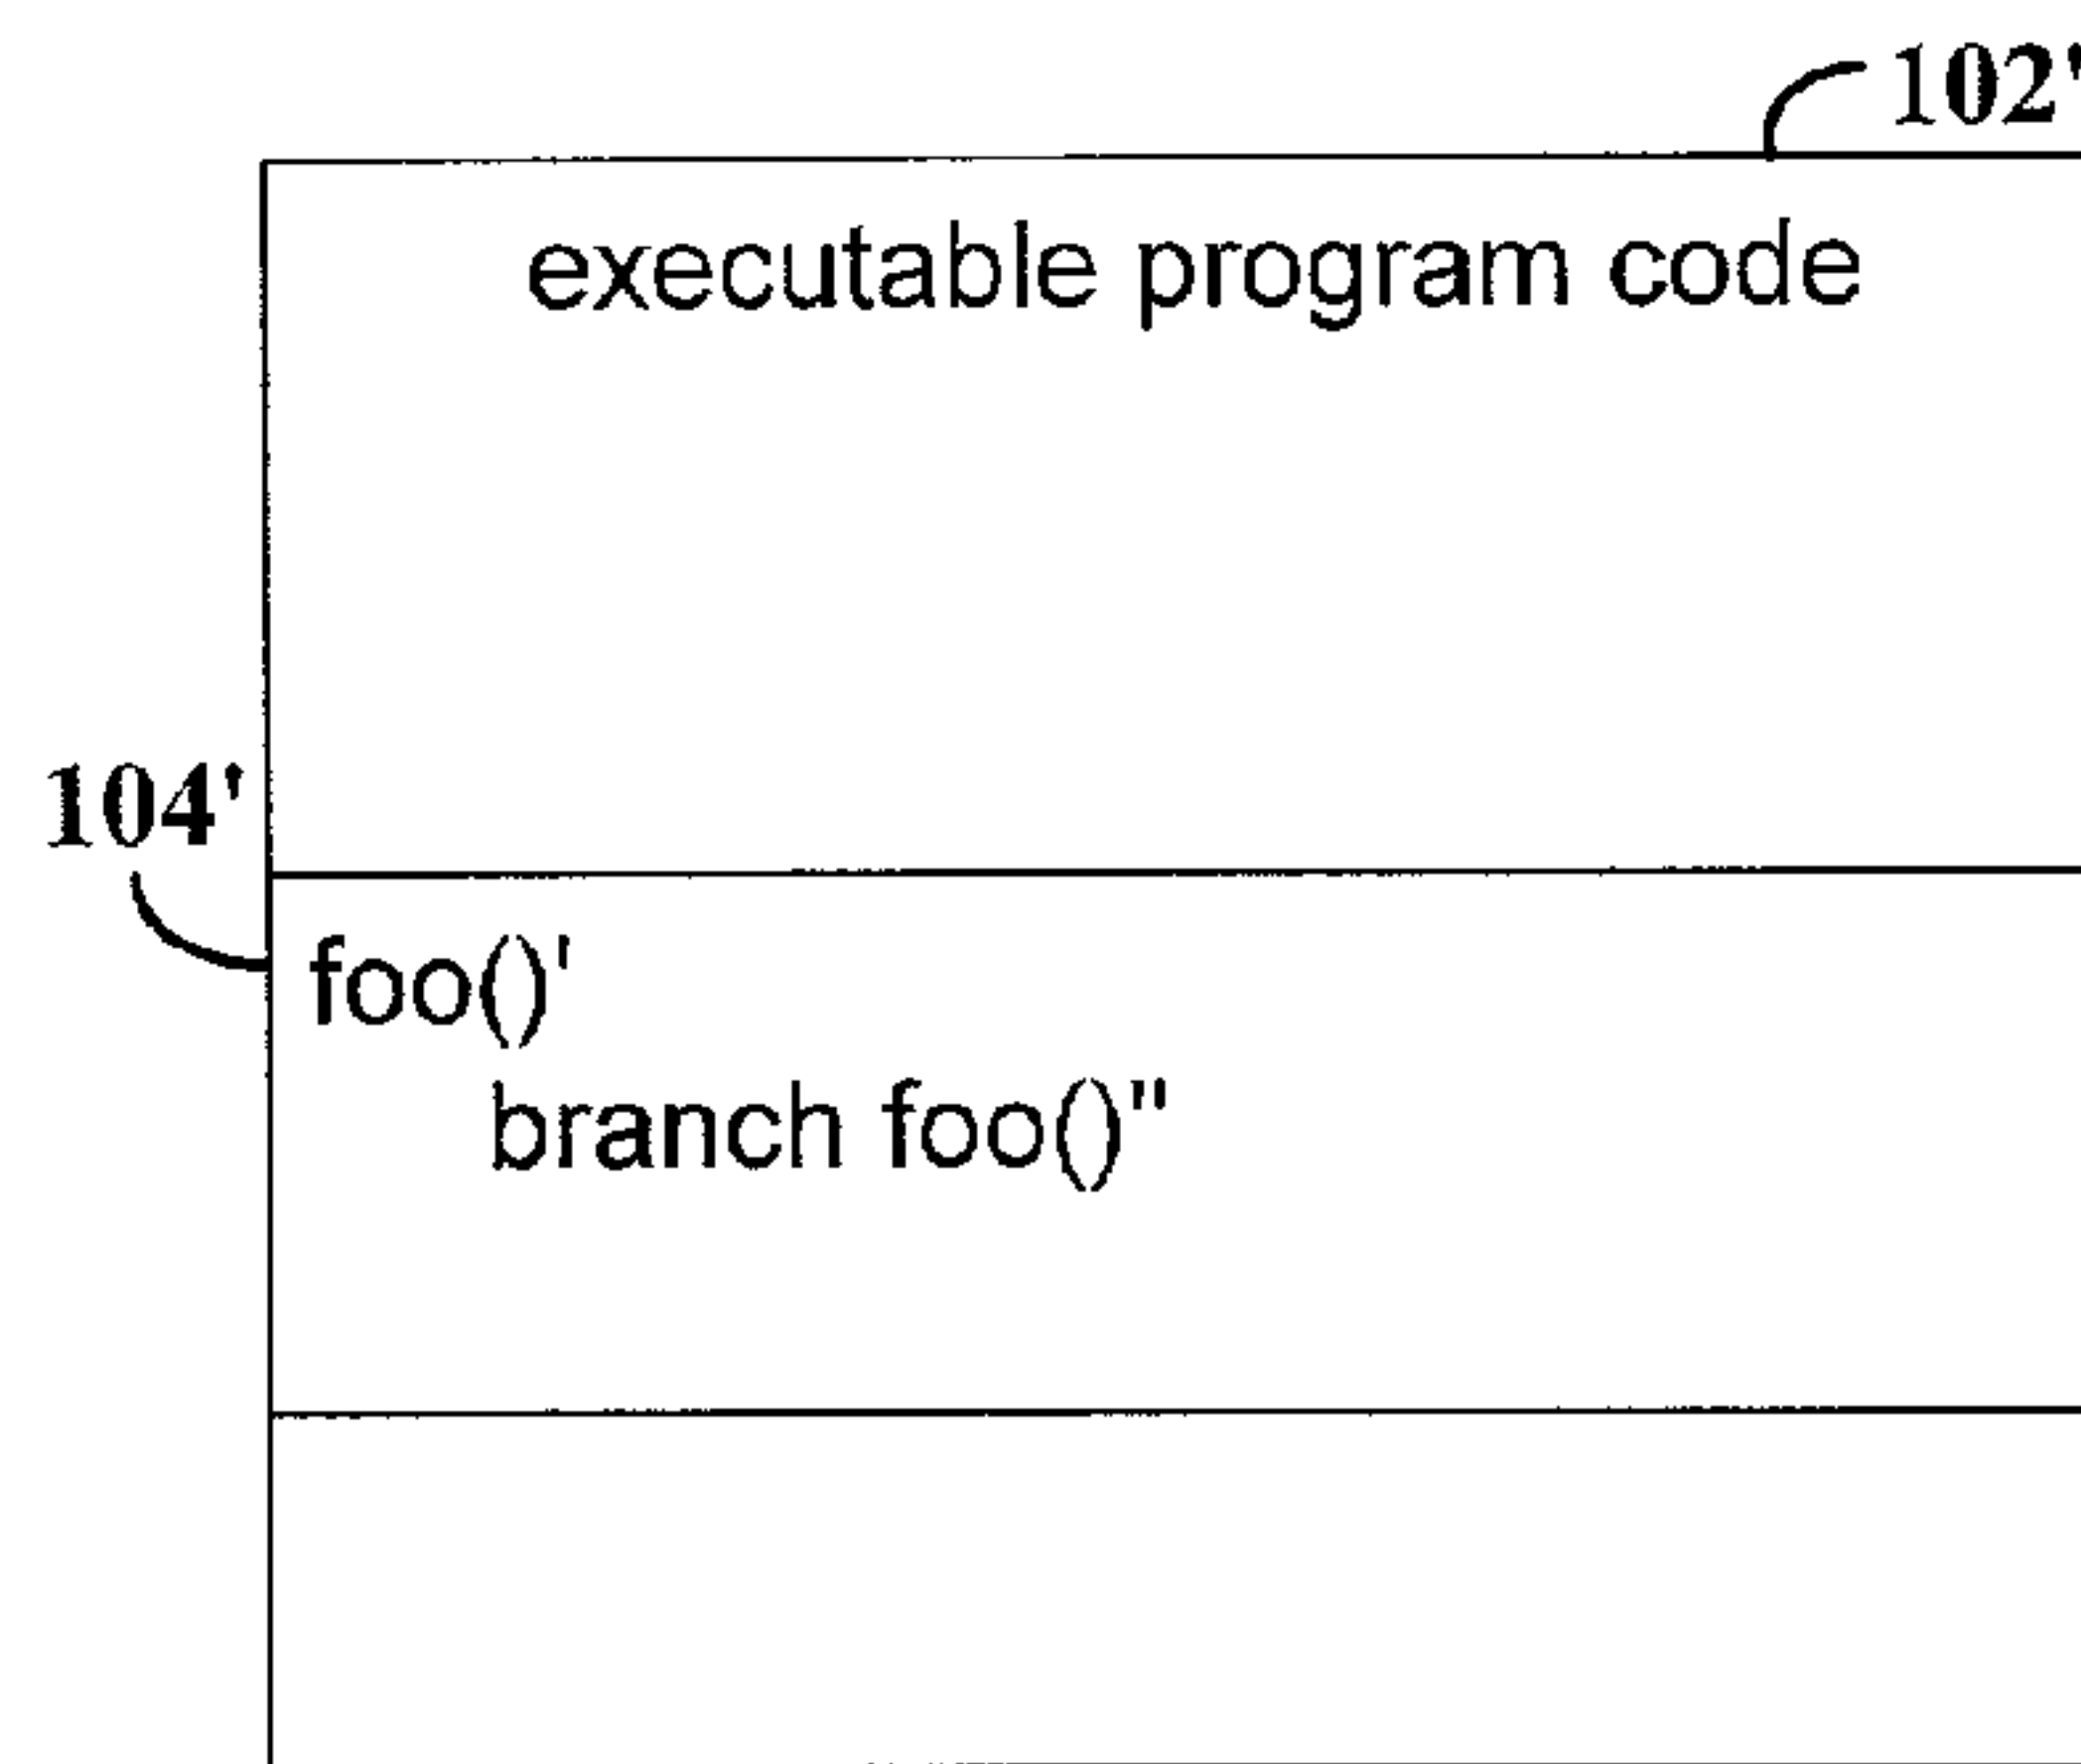 102'
executable program code
104'
foo()'
branch foo()"